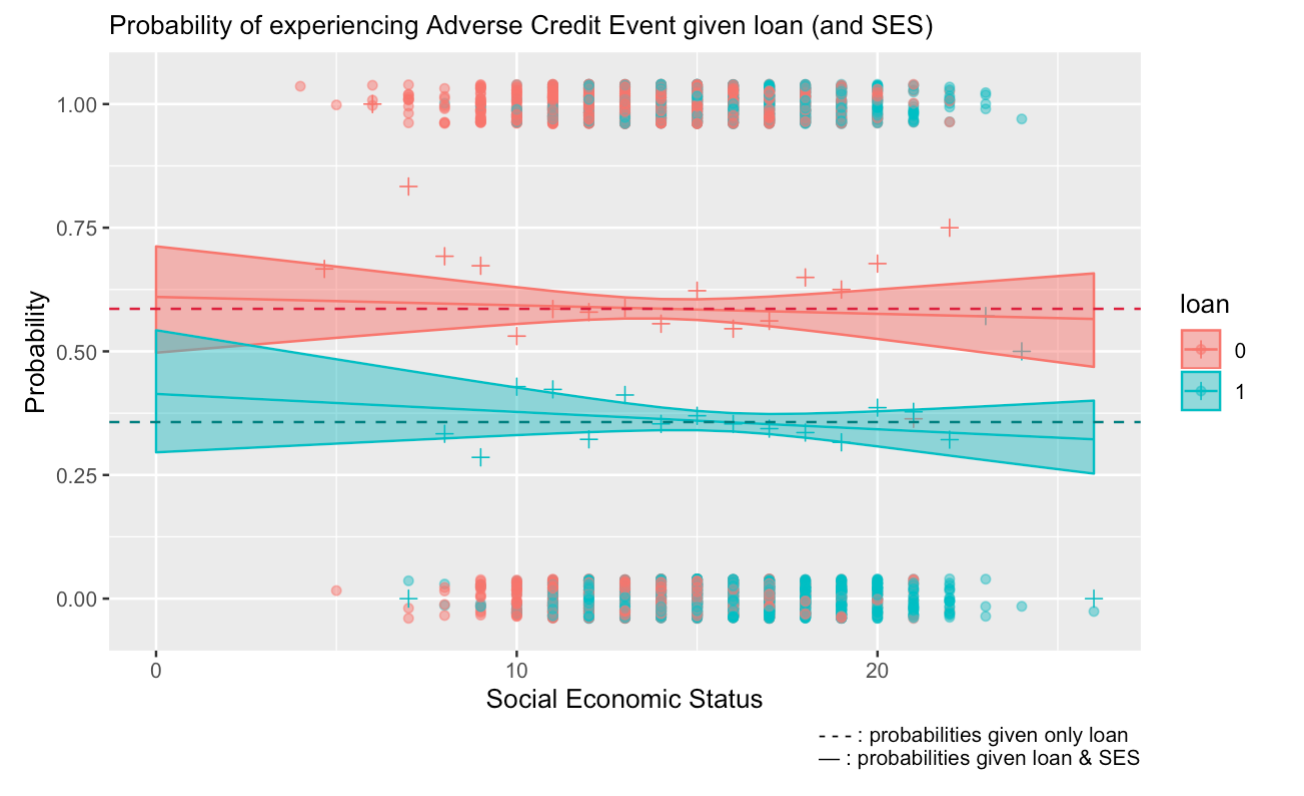 Probability of experiencing Adverse Credit Event given loan (and SES)
1.00
0.75
0.50
0.25
0.00
Probability
0
10
20
Social Economic Status
loan
0
1
- - - : probabilities given only loan
— : probabilities given loan & SES